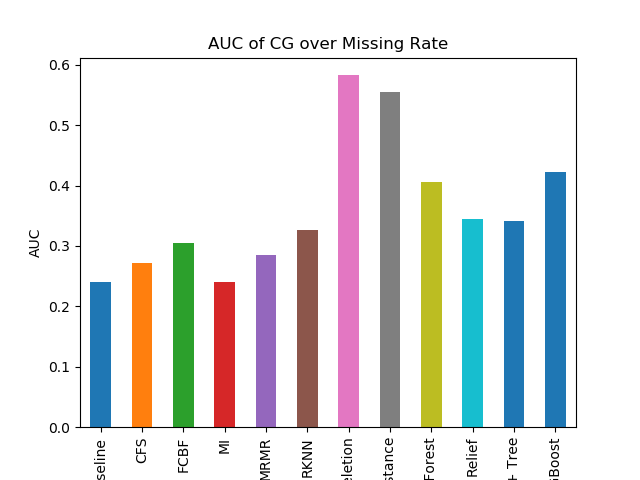 AUC of CG over Missing Rate
AUC
0.6
0.5
0.4
0.3
0.2
0.1
0.0
seline
CFS
FCBF
MI
MRMR
RKNN
eletion
stance
Forest
Relief
+ Tree
Boost